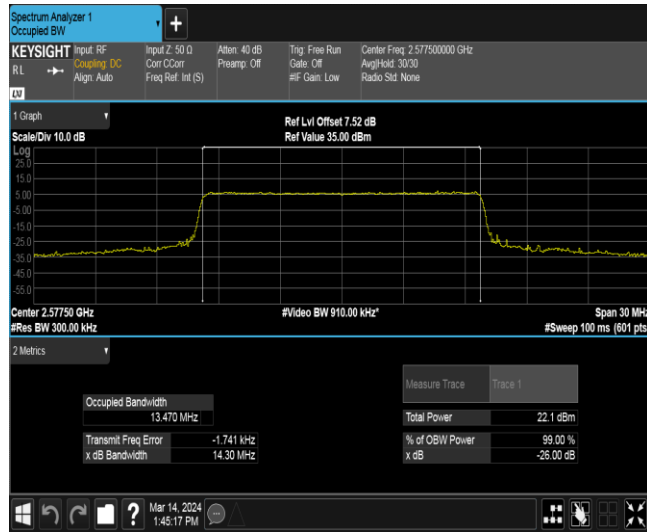 Spectrum Analyzer 1
Occupied BW
KEYSIGHT
R L
LXI
Input: RF
Coupling: DC
Align: Auto
Input Z: 50 Ω
Corr CCorr
Freq Ref: Int (S)
Atten: 40 dB
Preamp: Off
Trig: Free Run
Gate: Off
#IF Gain: Low
Center Freq: 2.577500000 GHz
Avg|Hold: 30/30
Radio Std: None
1 Graph
Scale/Div 10.0 dB
Ref Lvl Offset 7.52 dB
Ref Value 35.00 dBm
Log
25.0
15.0
5.00
-5.00
-15.0
-25.0
-35.0
-45.0
-55.0
Center 2.57750 GHz
#Res BW 300.00 kHz
#Video BW 910.00 kHz*
Span 30 MHz
#Sweep 100 ms (601 pts
2 Metrics
Measure Trace Trace 1
Occupied Bandwidth
13.470 MHz
Total Power 22.1 dBm
Transmit Freq Error -1.741 kHz
% of OBW Power 99.00 %
x dB Bandwidth 14.30 MHz
x dB -26.00 dB
?
Mar 14, 2024
1:45:17 PM